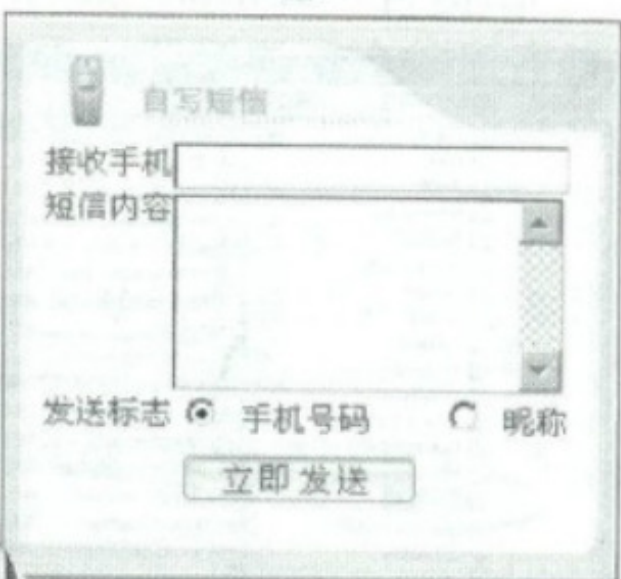 自写短信
接收手机
短信内容
发送标志 手机号码 昵称
立即发送